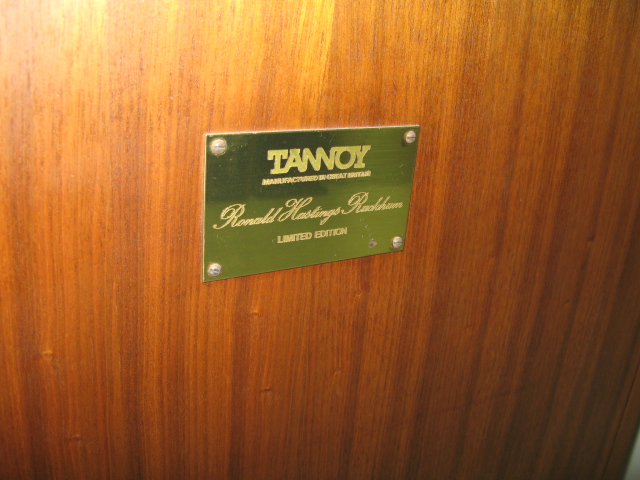 TANNOY
MANUFACTURED IN GREAT BRITAIN
Ronald Hastings Rackham
LIMITED EDITION